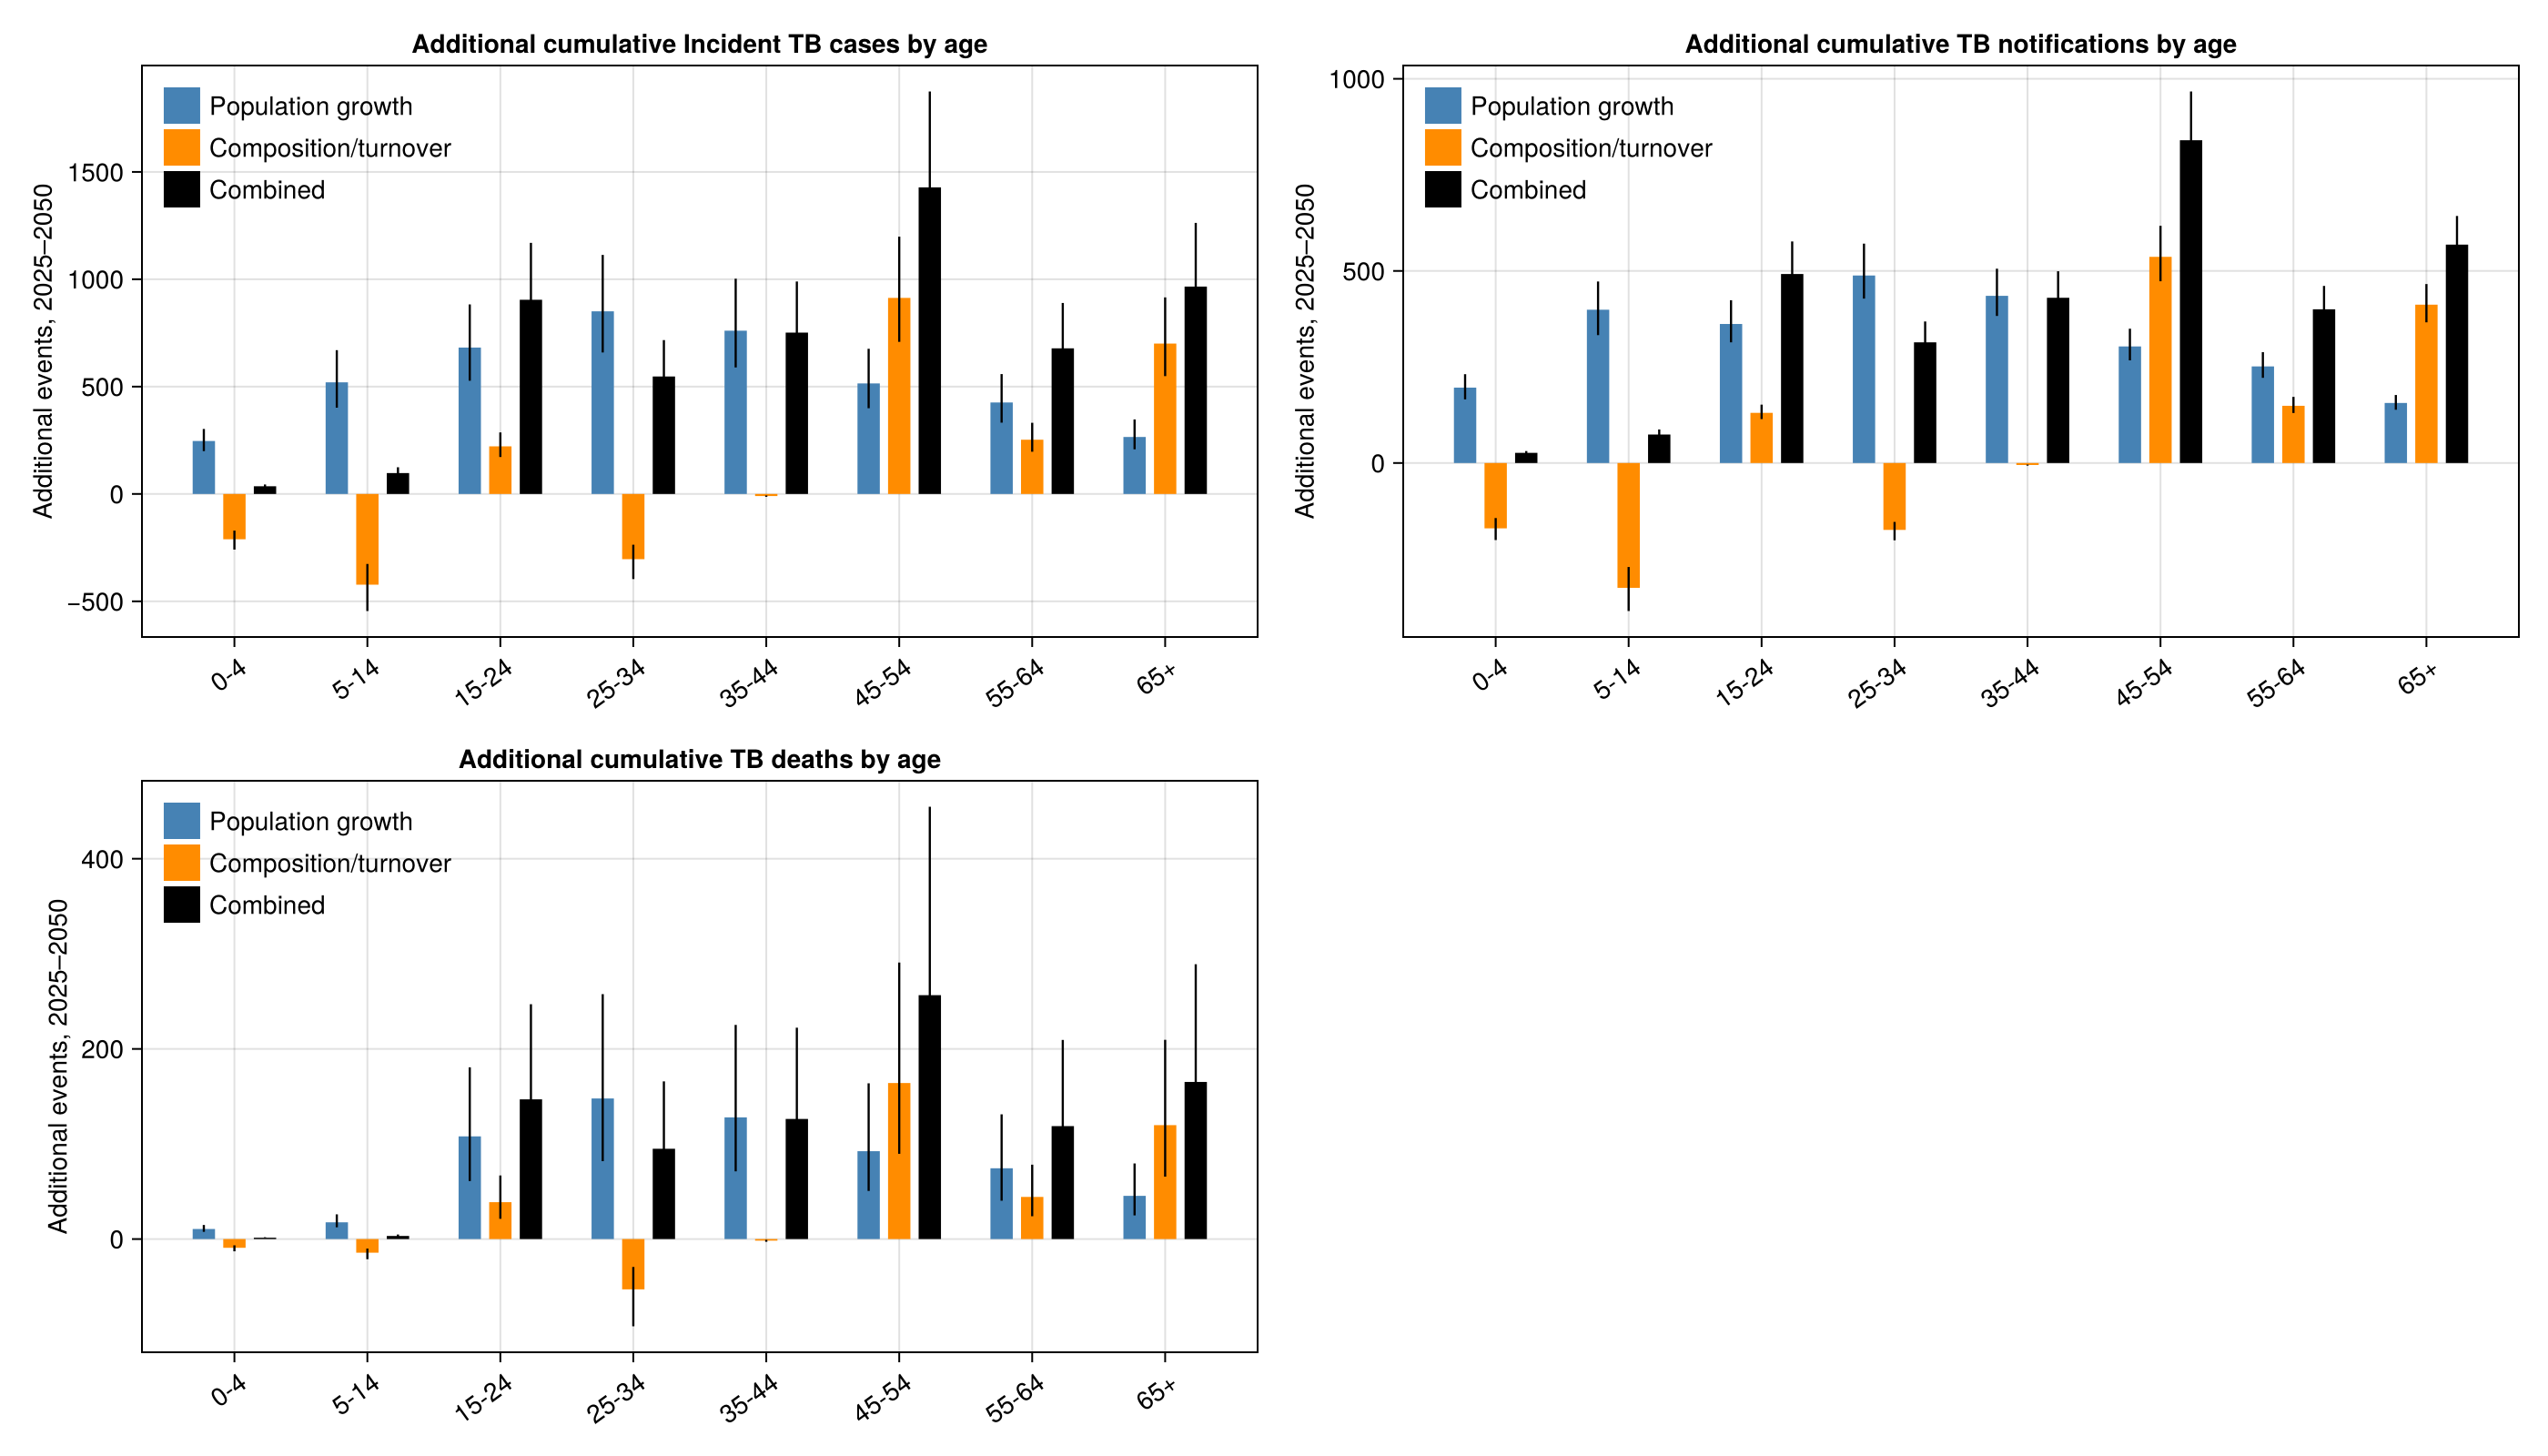 Additional cumulative Incident TB cases by age
Additional events, 2025–2050
1500
1000
500
0
−500
Population growth
Composition/turnover
Combined
0-4
5-14
15-24
25-34
35-44
45-54
55-64
65+
Additional cumulative TB notifications by age
Additional events, 2025–2050
1000
500
0
Population growth
Composition/turnover
Combined
0-4
5-14
15-24
25-34
35-44
45-54
55-64
65+
Additional cumulative TB deaths by age
Additional events, 2025–2050
400
200
0
Population growth
Composition/turnover
Combined
0-4
5-14
15-24
25-34
35-44
45-54
55-64
65+